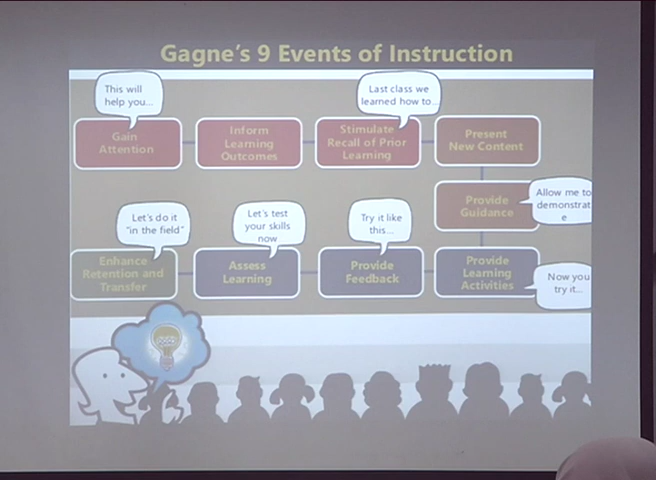 Gagne's 9 Events of Instruction
This will
help you...
Gain
Attention
Inform
Learning
Outcomes
Last class we
learned how to...
Stimulate
Recall of Prior
Learning
Present
New Content
Provide
Guidance
Allow me to
demonstrat
e
Let's do it
"in the field"
Enhance
Retention and
Transfer
Let's test
your skills
now
Assess
Learning
Try it like
this...
Provide
Feedback
Provide
Learning
Activities
Now you
try it...